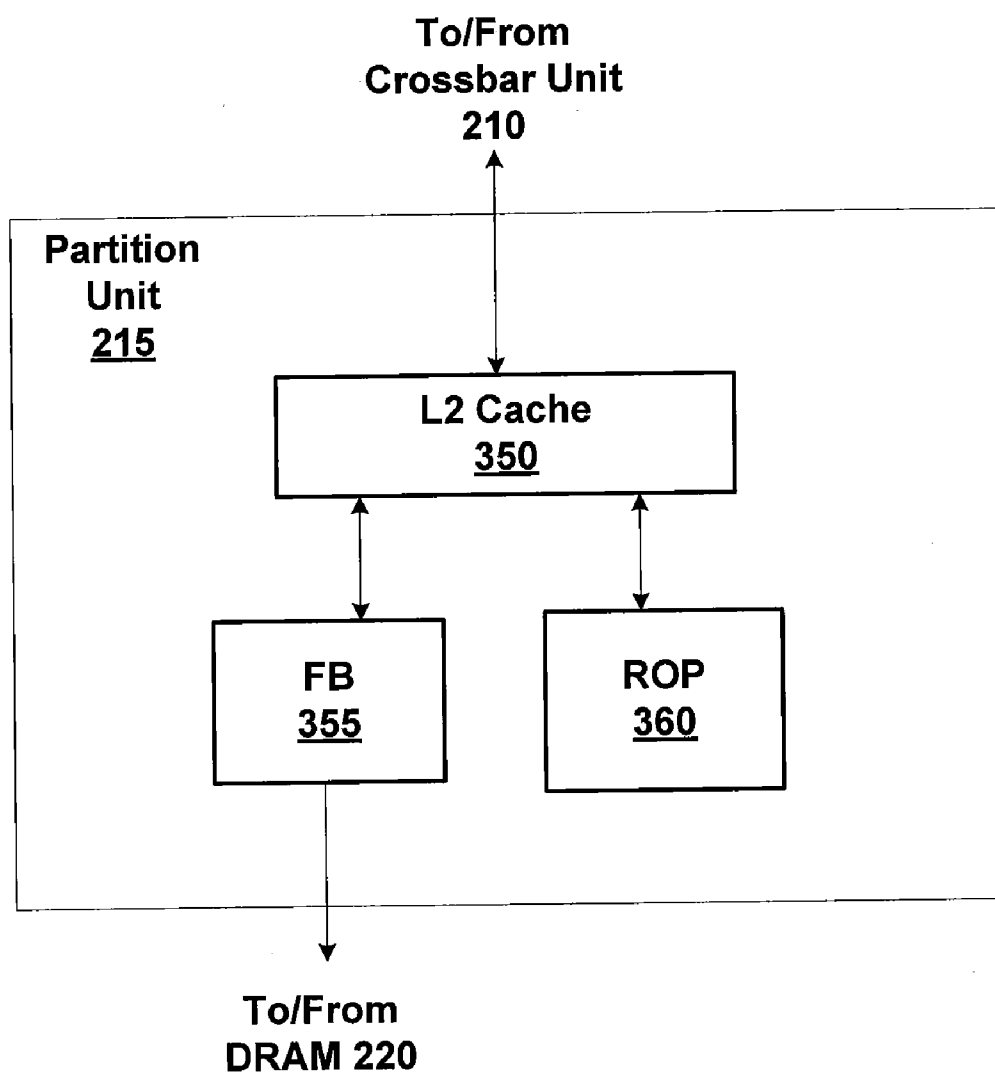 To/From
Crossbar Unit
210
Partition
Unit
215
L2 Cache
350
FB
355
ROP
360
To/From
DRAM 220